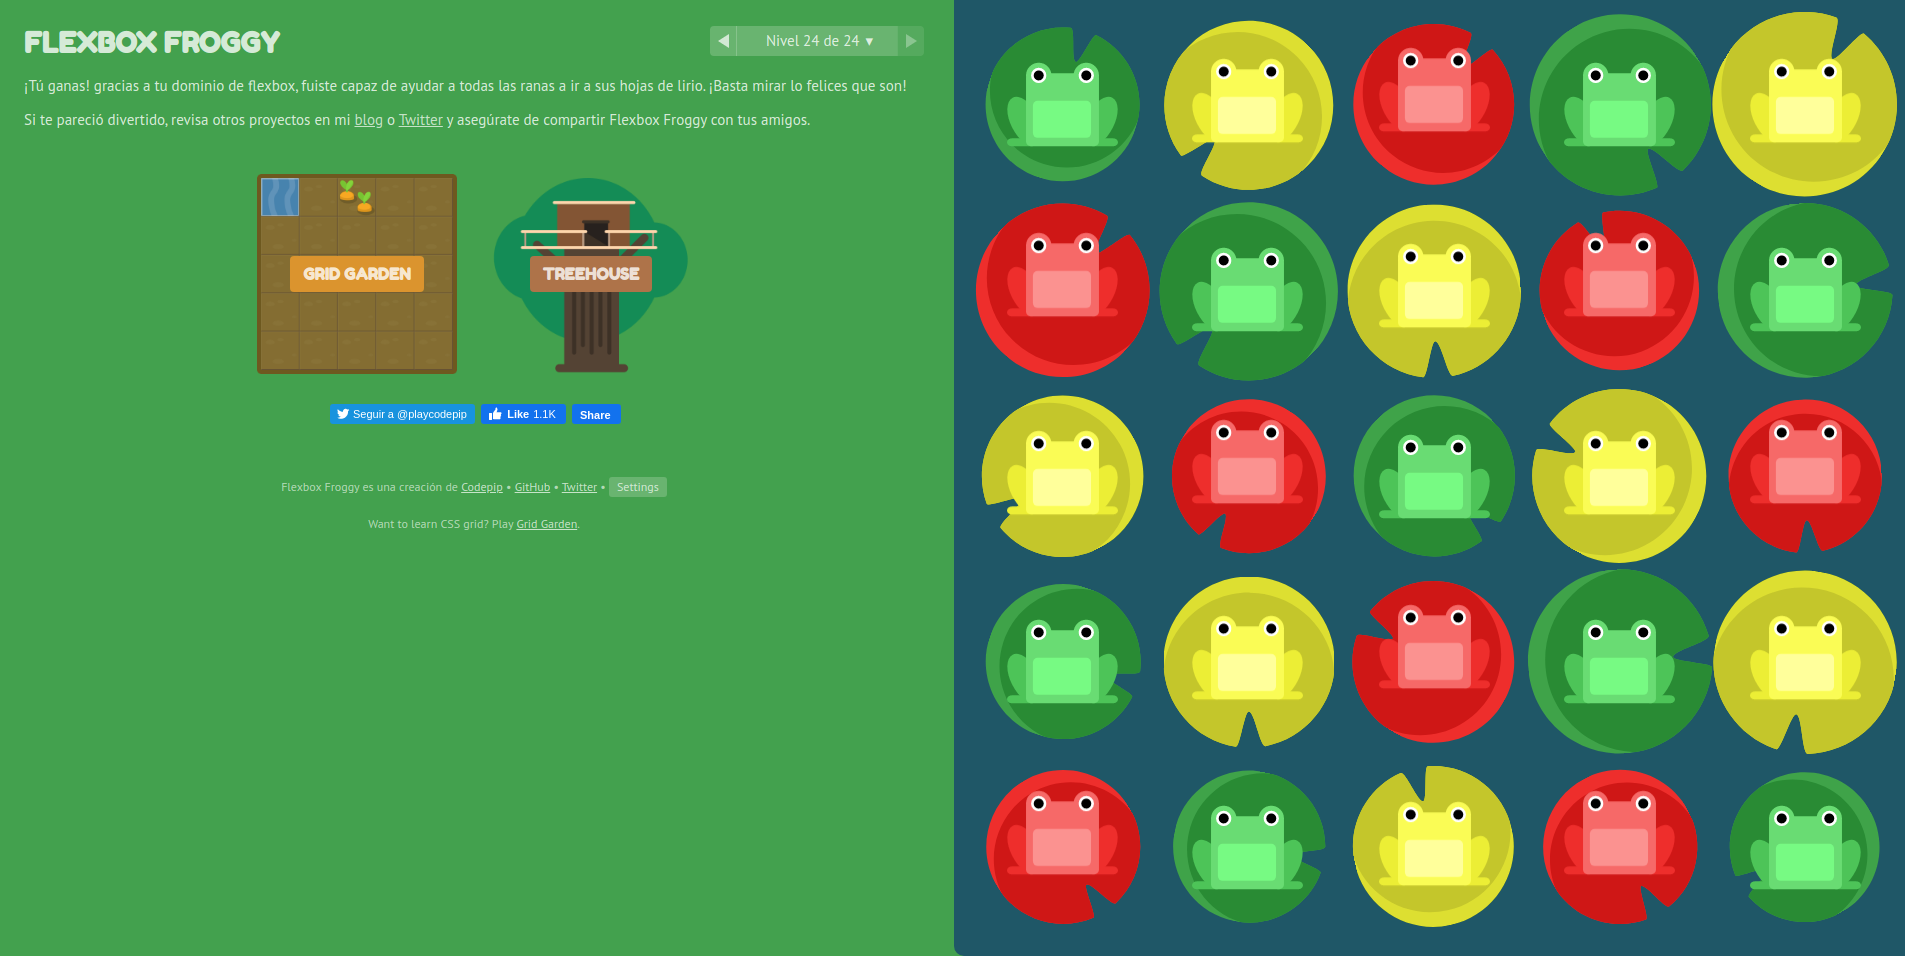 FLEXBOX FROGGY
Nivel 24 de 24 ▼
¡Tú ganas! gracias a tu dominio de flexbox, fuiste capaz de ayudar a todas las ranas a ir a sus hojas de lirio. ¡Basta mirar lo felices que son!
Si te pareció divertido, revisa otros proyectos en mi blog o Twitter y asegúrate de compartir Flexbox Froggy con tus amigos.
GRID GARDEN
TREEHOUSE
Seguir a @playcodepip
Like 1.1K
Share
Flexbox Froggy es una creación de Codepip • GitHub • Twitter • Settings
Want to learn CSS grid? Play Grid Garden.